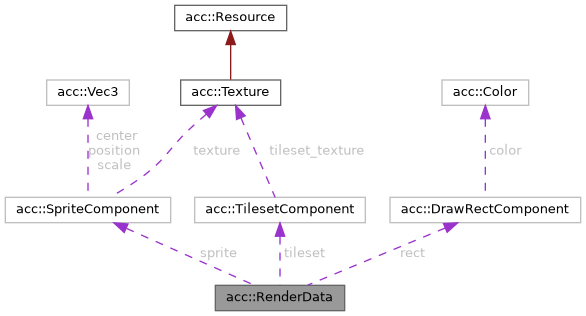 acc::Resource
acc::Vec3
acc::Texture
acc::Color
center
position
scale
texture
tileset_texture
color
acc::SpriteComponent
acc::TilesetComponent
acc::DrawRectComponent
sprite
tileset
rect
acc::RenderData